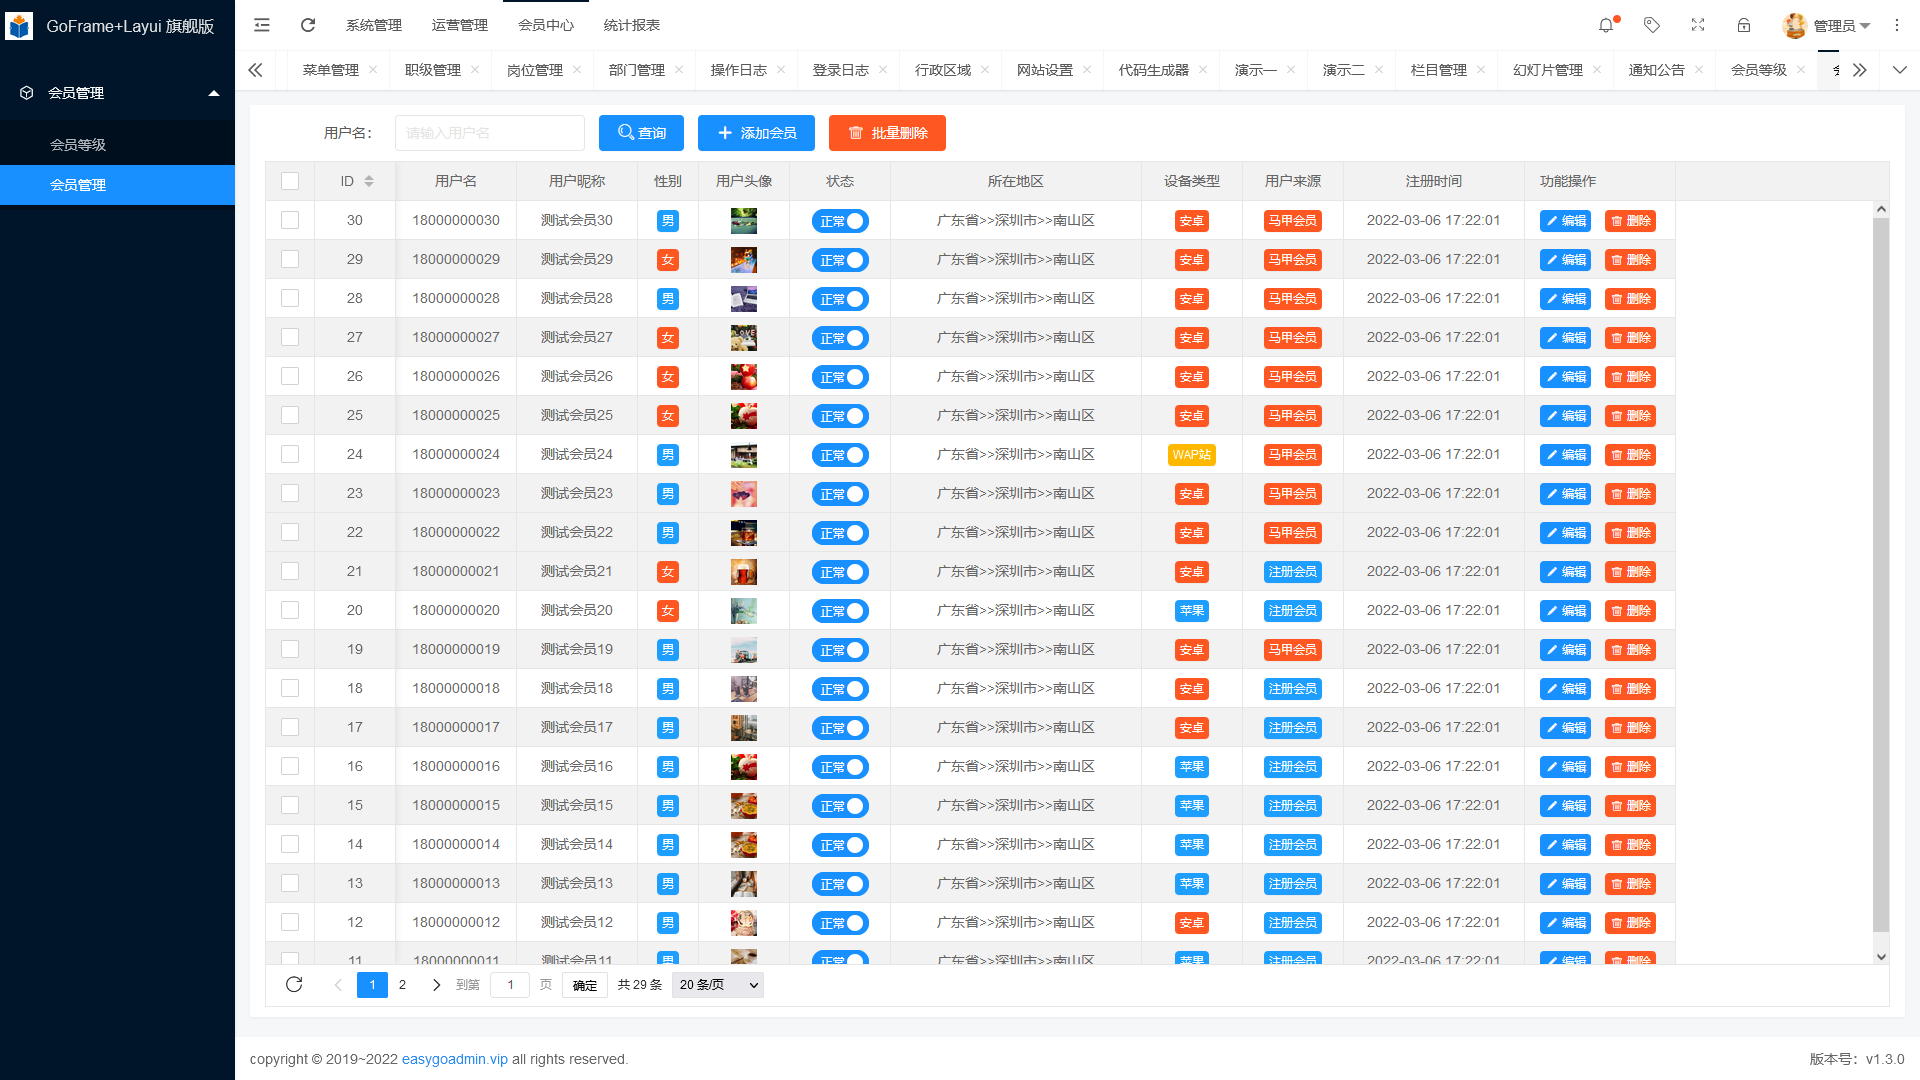 GoFrame+Layui 旗舰版
系统管理 运营管理 会员中心 统计报表 管理员
菜单管理 职级管理 岗位管理 部门管理 操作日志 登录日志 行政区域 网站设置 代码生成器 演示一 演示二 栏目管理 幻灯片管理 通知公告 会员等级
会员管理
会员等级
会员管理
用户名： 请输入用户名 查询 添加会员 批量删除
ID 用户名 用户昵称 性别 用户头像 状态 所在地区 设备类型 用户来源 注册时间 功能操作
30 18000000030 测试会员30 男 正常 广东省>>深圳市>>南山区 安卓 马甲会员 2022-03-06 17:22:01 编辑 删除
29 18000000029 测试会员29 女 正常 广东省>>深圳市>>南山区 安卓 马甲会员 2022-03-06 17:22:01 编辑 删除
28 18000000028 测试会员28 男 正常 广东省>>深圳市>>南山区 安卓 马甲会员 2022-03-06 17:22:01 编辑 删除
27 18000000027 测试会员27 女 正常 广东省>>深圳市>>南山区 安卓 马甲会员 2022-03-06 17:22:01 编辑 删除
26 18000000026 测试会员26 女 正常 广东省>>深圳市>>南山区 安卓 马甲会员 2022-03-06 17:22:01 编辑 删除
25 18000000025 测试会员25 女 正常 广东省>>深圳市>>南山区 安卓 马甲会员 2022-03-06 17:22:01 编辑 删除
24 18000000024 测试会员24 男 正常 广东省>>深圳市>>南山区 WAP站 马甲会员 2022-03-06 17:22:01 编辑 删除
23 18000000023 测试会员23 男 正常 广东省>>深圳市>>南山区 安卓 马甲会员 2022-03-06 17:22:01 编辑 删除
22 18000000022 测试会员22 男 正常 广东省>>深圳市>>南山区 安卓 马甲会员 2022-03-06 17:22:01 编辑 删除
21 18000000021 测试会员21 女 正常 广东省>>深圳市>>南山区 安卓 注册会员 2022-03-06 17:22:01 编辑 删除
20 18000000020 测试会员20 女 正常 广东省>>深圳市>>南山区 苹果 注册会员 2022-03-06 17:22:01 编辑 删除
19 18000000019 测试会员19 男 正常 广东省>>深圳市>>南山区 安卓 马甲会员 2022-03-06 17:22:01 编辑 删除
18 18000000018 测试会员18 男 正常 广东省>>深圳市>>南山区 安卓 注册会员 2022-03-06 17:22:01 编辑 删除
17 18000000017 测试会员17 男 正常 广东省>>深圳市>>南山区 安卓 注册会员 2022-03-06 17:22:01 编辑 删除
16 18000000016 测试会员16 男 正常 广东省>>深圳市>>南山区 苹果 注册会员 2022-03-06 17:22:01 编辑 删除
15 18000000015 测试会员15 男 正常 广东省>>深圳市>>南山区 苹果 注册会员 2022-03-06 17:22:01 编辑 删除
14 18000000014 测试会员14 男 正常 广东省>>深圳市>>南山区 苹果 注册会员 2022-03-06 17:22:01 编辑 删除
13 18000000013 测试会员13 男 正常 广东省>>深圳市>>南山区 苹果 注册会员 2022-03-06 17:22:01 编辑 删除
12 18000000012 测试会员12 男 正常 广东省>>深圳市>>南山区 安卓 注册会员 2022-03-06 17:22:01 编辑 删除
11 18000000011 测试会员11 男 正常 广东省>>深圳市>>南山区 苹果 注册会员 2022-03-06 17:22:01 编辑 删除
1 2 到第 1 页 确定 共 29 条 20 条/页
copyright © 2019~2022 easygoadmin.vip all rights reserved. 版本号：v1.3.0